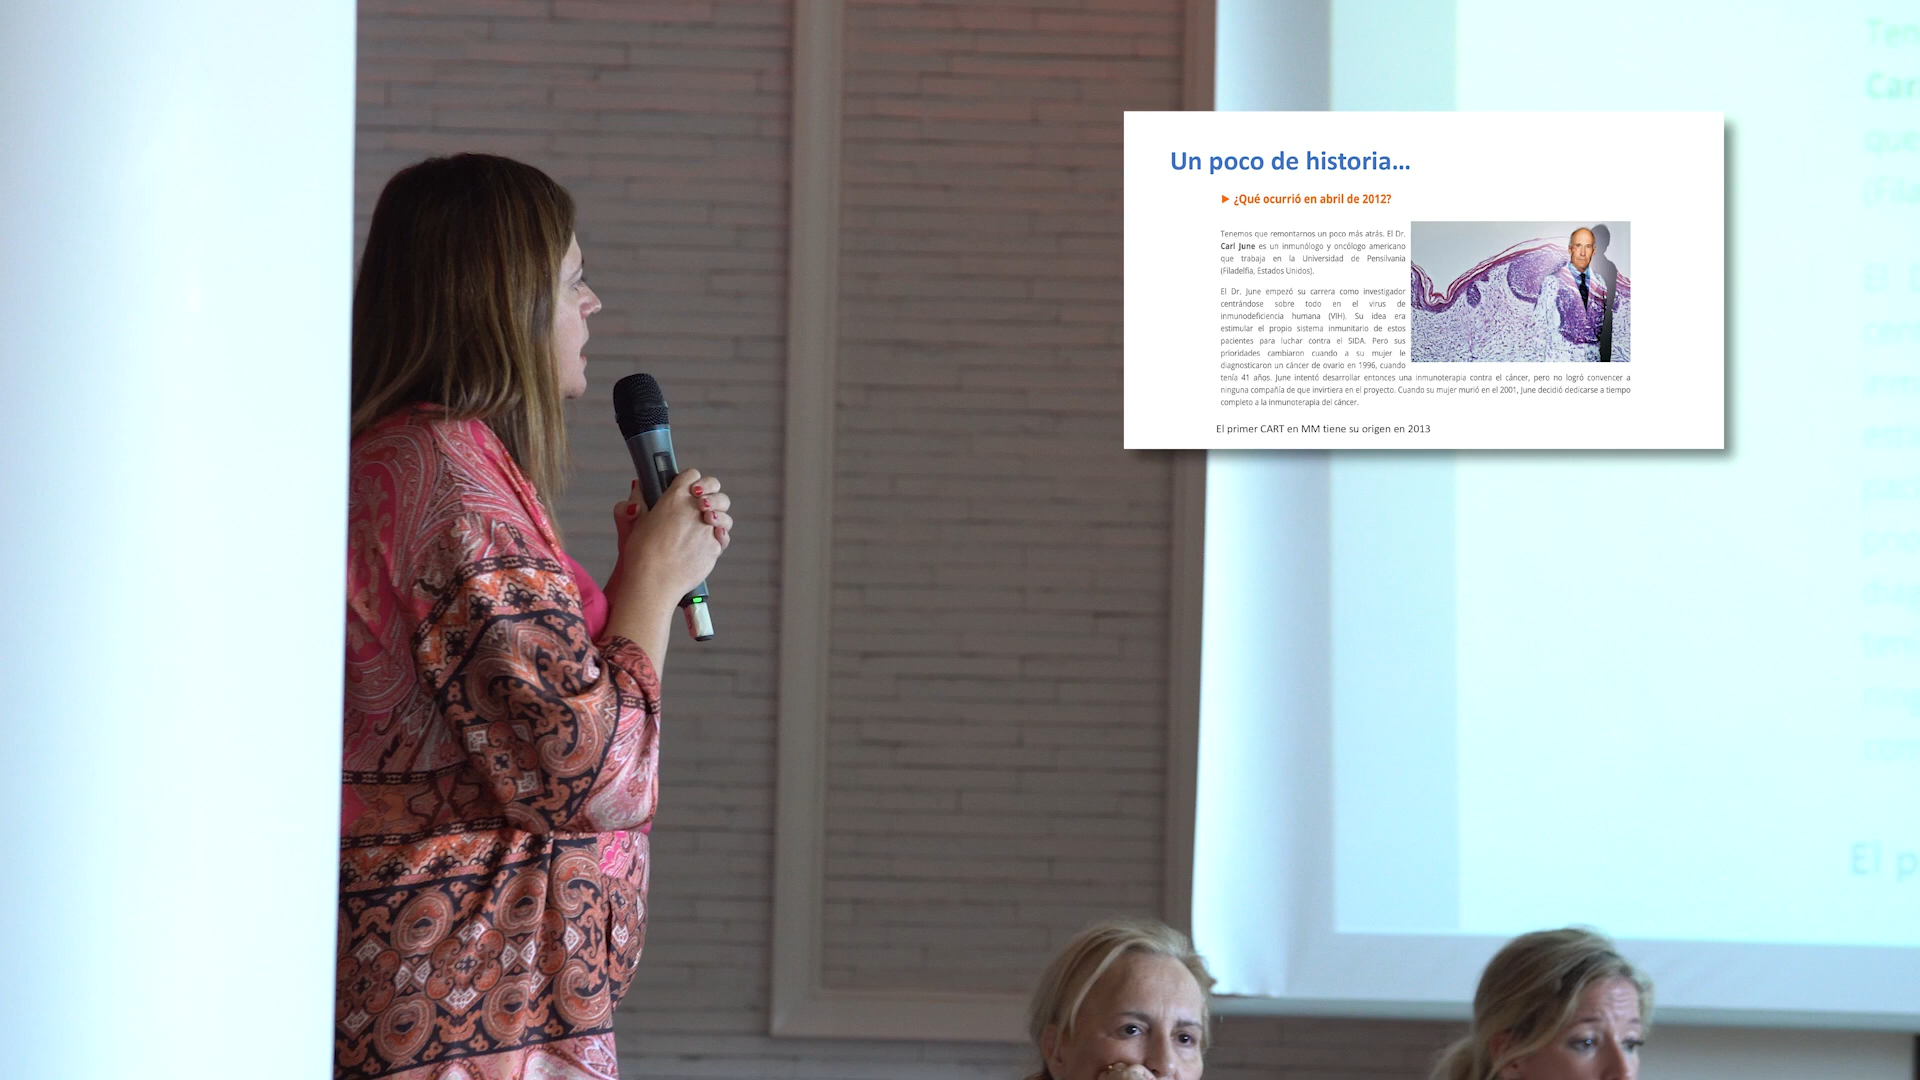 Un poco de historia...
▶ ¿Qué ocurrió en abril de 2012?
Tenemos que remontarnos un poco más atrás. El Dr.
Carl June es un inmunólogo y oncólogo americano
que trabaja en la Universidad de Pensilvania
(Filadelfia, Estados Unidos).
El Dr. June empezó su carrera como investigador
centrándose sobre todo en el virus de
inmunodeficiencia humana (VIH). Su idea era
estimular el propio sistema inmunitario de estos
pacientes para luchar contra el SIDA. Pero sus
prioridades cambiaron cuando a su mujer le
diagnosticaron un cáncer de ovario en 1996, cuando
tenía 41 años. June intentó desarrollar entonces una inmunoterapia contra el cáncer, pero no logró convencer a
ninguna compañía de que invirtiera en el proyecto. Cuando su mujer murió en el 2001, June decidió dedicarse a tiempo
completo a la inmunoterapia del cáncer.
El primer CART en MM tiene su origen en 2013
Ten
Car
que
(Fila
El p